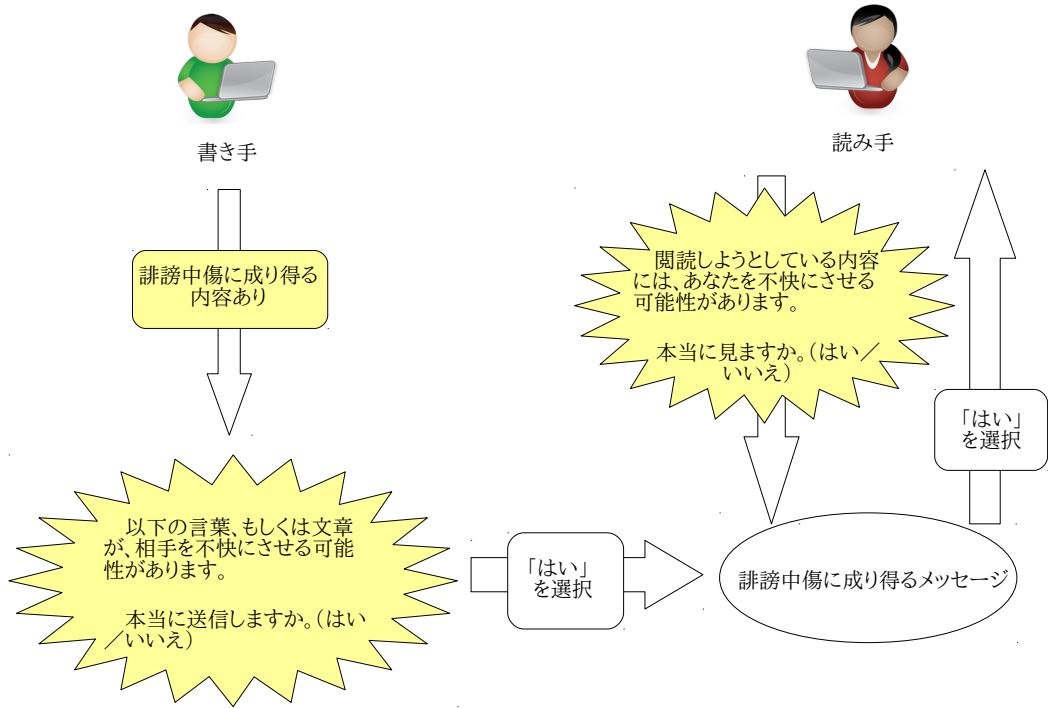 書き手
読み手
誹謗中傷に成り得る
内容あり
閲読しようとしている内容
には、あなたを不快にさせる
可能性があります。
本当に見ますか。(はい／
いいえ)
「はい」
を選択
以下の言葉、もしくは文章
が、相手を不快にさせる可能
性があります。
本当に送信しますか。(はい
／いいえ)
「はい」
を選択
誹謗中傷に成り得るメッセージ